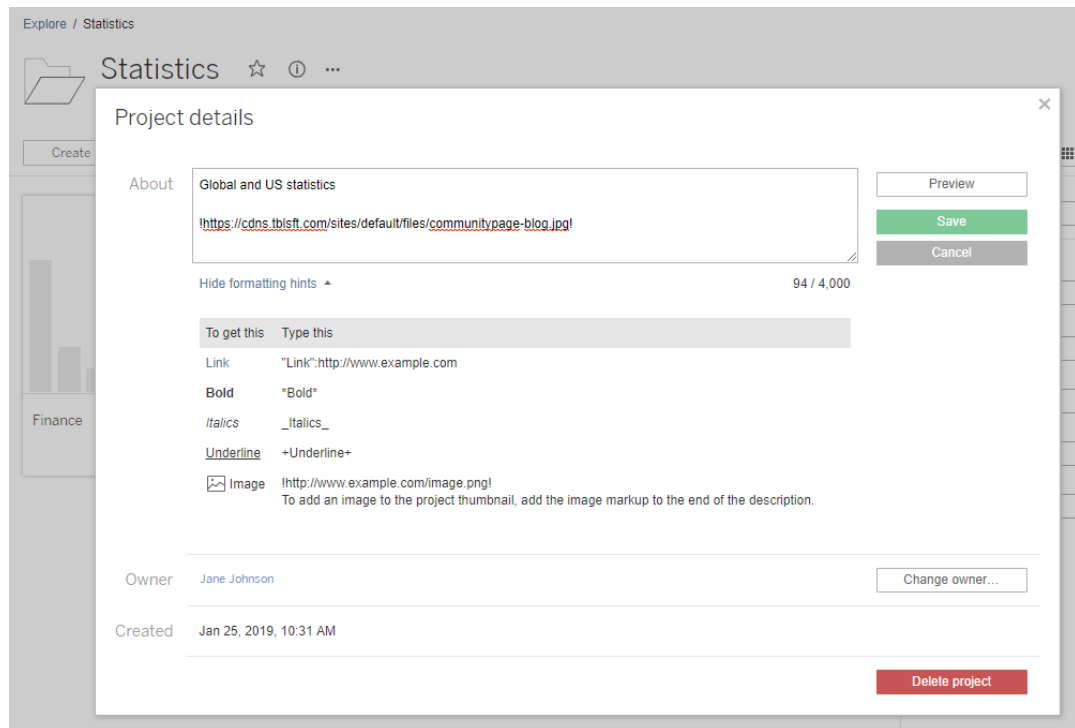 Explore / Statistics
Statistics
Project details
Create
About
Global and US statistics
!https://cdns.tblsft.com/sites/default/files/communitypage-blog.jpg!
Preview
Save
Cancel
Hide formatting hints
94 / 4,000
To get this Type this
Link "Link":http://www.example.com
Bold *Bold*
Italics _Italics_
Underline +Underline+
Image !http://www.example.com/image.png!
To add an image to the project thumbnail, add the image markup to the end of the description.
Finance
Owner Jane Johnson Change owner...
Created Jan 25, 2019, 10:31 AM
Delete project